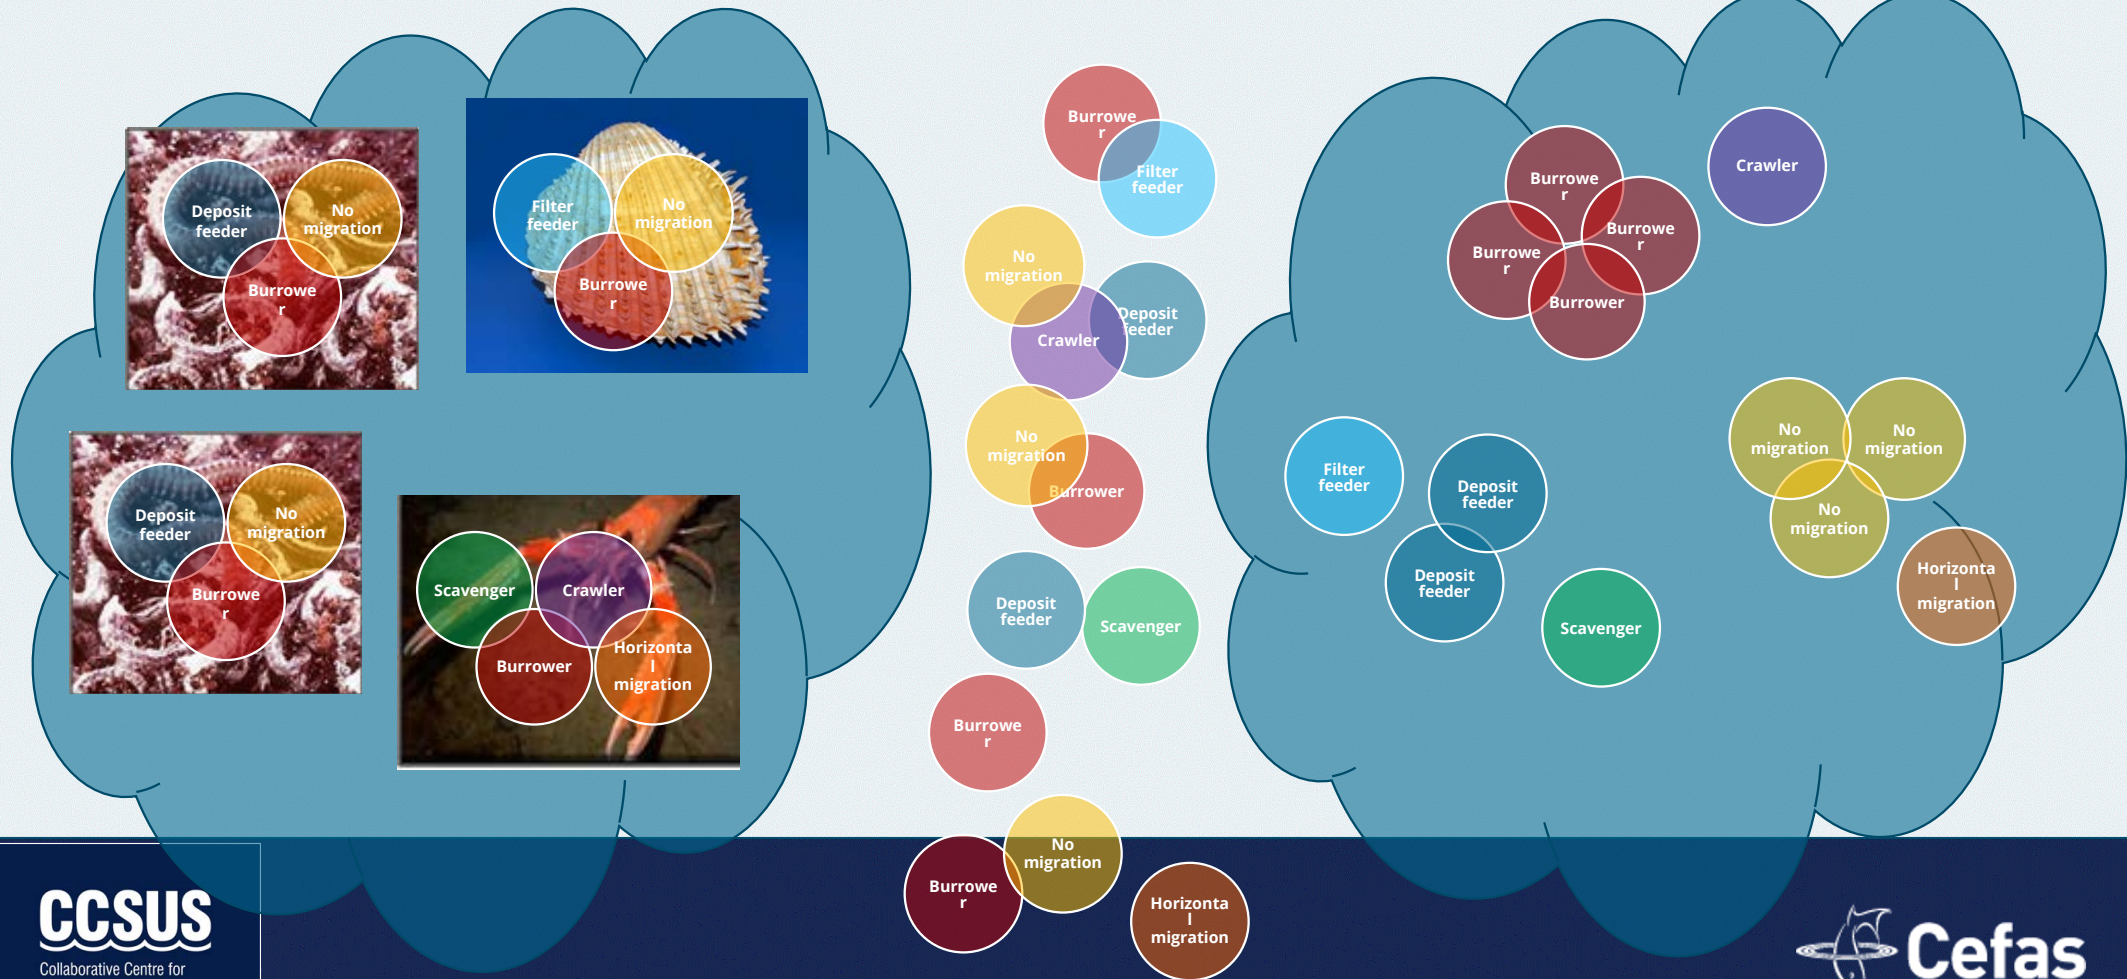 Deposit
feeder
No
migration
Burrowe
r
Filter
feeder
No
migration
Burrowe
r
Deposit
feeder
No
migration
Burrowe
r
Scavenger
Crawler
Burrower
Horizonta
l
migration
Burrowe
r
Filter
feeder
No
migration
Deposit
feeder
Crawler
No
migration
Burrower
Deposit
feeder
Scavenger
Burrowe
r
No
migration
Burrowe
r
Horizonta
l
migration
Burrowe
r
Crawler
Burrowe
r
Burrowe
r
Burrower
Filter
feeder
Deposit
feeder
Deposit
feeder
Scavenger
No
migration
No
migration
No
migration
Horizonta
l
migration
CCSUS
Collaborative Centre for
Cefas